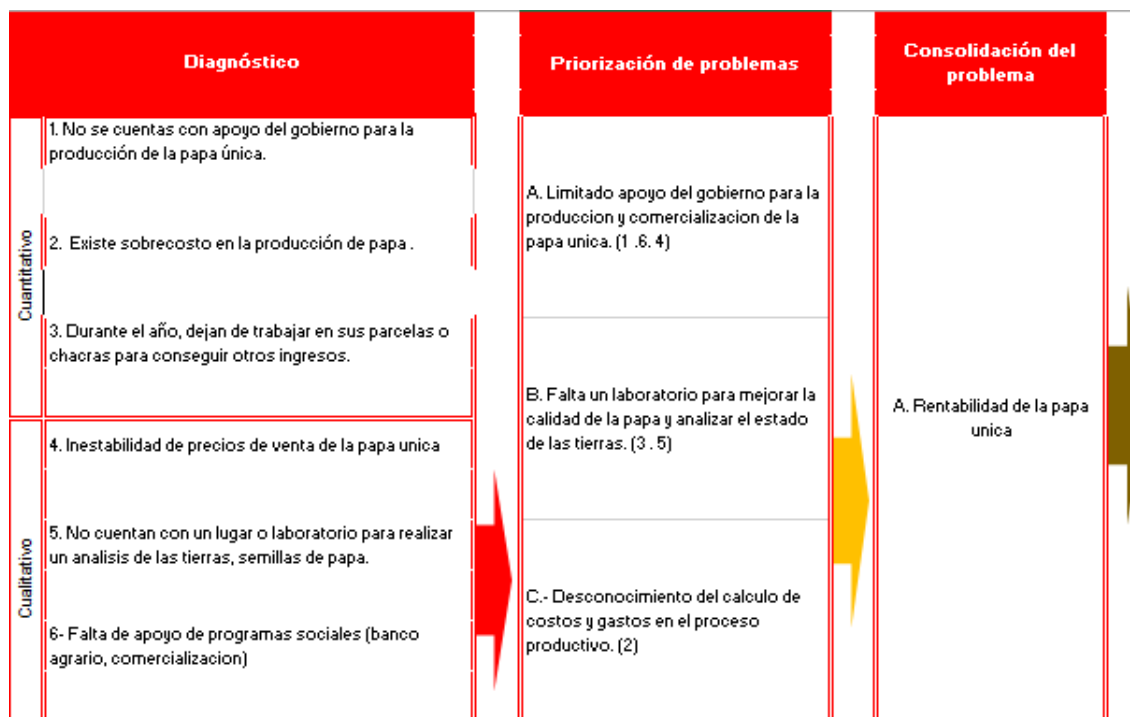 Diagnóstico
Priorización de problemas
Consolidación del
problema
Cuantitativo
1. No se cuentas con apoyo del gobierno para la
producción de la papa única.
2. Existe sobrecosto en la producción de papa .
3. Durante el año, dejan de trabajar en sus parcelas o
chacras para conseguir otros ingresos.
Cualitativo
4. Inestabilidad de precios de venta de la papa unica
5. No cuentan con un lugar o laboratorio para realizar
un analisis de las tierras, semillas de papa.
6- Falta de apoyo de programas sociales (banco
agrario, comercializacion)
A. Limitado apoyo del gobierno para la
produccion y comercializacion de la
papa unica. (1 .6. 4)
B. Falta un laboratorio para mejorar la
calidad de la papa y analizar el estado
de las tierras. (3 . 5)
C.- Desconocimiento del calculo de
costos y gastos en el proceso
productivo. (2)
A. Rentabilidad de la papa
unica